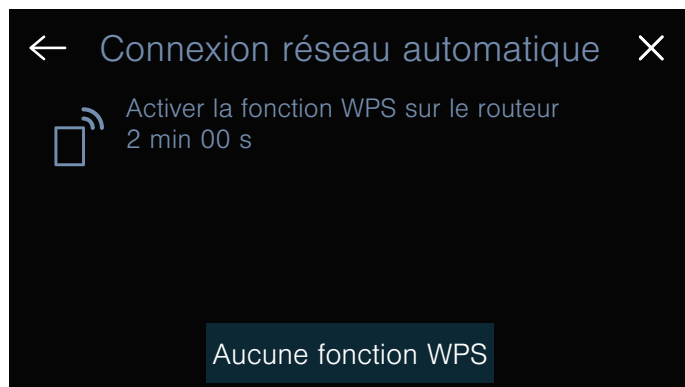 Connexion réseau automatique
Activer la fonction WPS sur le routeur
2 min 00 s
Aucune fonction WPS